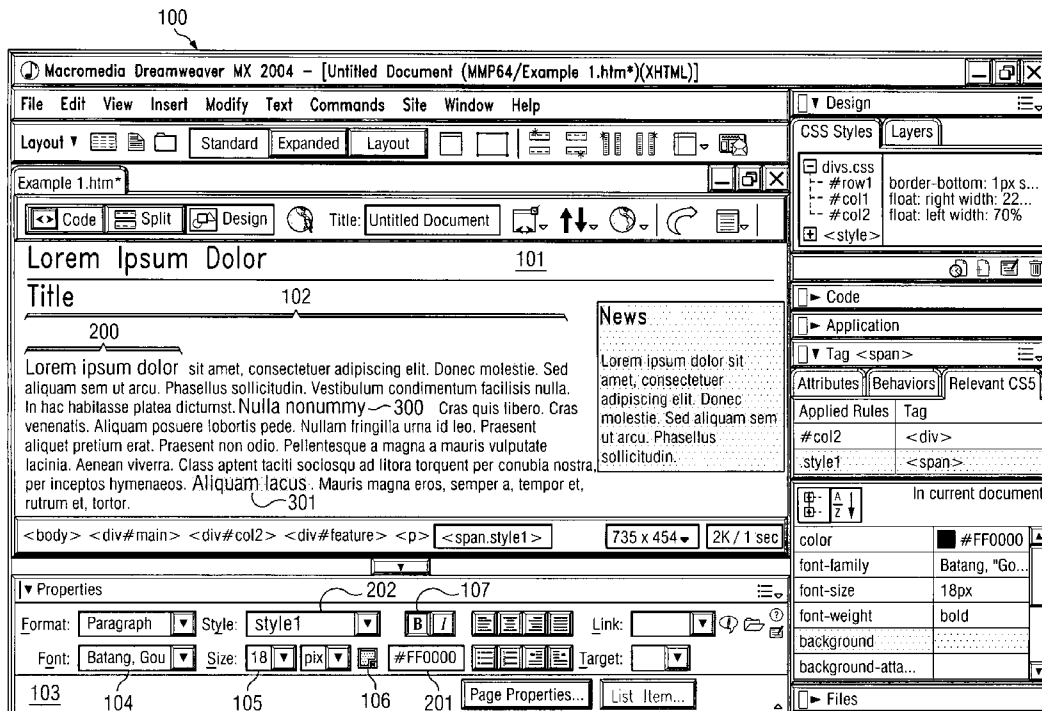 100
Macromedia Dreamweaver MX 2004 – [Untitled Document (MMP64/Example 1.htm*)(XHTML)]
File Edit View Insert Modify Text Commands Site Window Help
Layout Standard Expanded Layout
Example 1.htm*
Code Split Design Title: Untitled Document
Lorem Ipsum Dolor 101
Title
102
200
Lorem ipsum dolor sit amet, consectetuer adipiscing elit. Donec molestie. Sed
aliquam sem ut arcu. Phasellus sollicitudin. Vestibulum condimentum facilisis nulla.
In hac habilasse platea dictumst. Nulla nonummy 300 Cras quis libero. Cras
venenatis. Aliquam posuere lobortis pede. Nullam fringilla urna id leo. Praesent
aliquet pretium erat. Praesent non odio. Pellentesque a magna a mauris vulputate
lacinia. Aenean viverra. Class aptent taciti soclosqu ad litora torquent per conubia nostra,
per inceptos hymenaeos. Aliquam lacus. Mauris magna eros, semper a, tempor et,
rutrum et, tortor. 301
News
Lorem ipsum dolor sit
amet, consectetuer
adipiscing elit. Donec
molestie. Sed aliquam sem
ut arcu. Phasellus
sollicitudin.
<body> <div#main> <div#col2> <div#feature> <p> <span.style1> 735 x 454 2K / 1 sec
Properties 202 107
Format: Paragraph Style: style1 B I Link:
Font: Batang, Gou Size: 18 pix #FF0000 Target:
103 104 105 106 201 Page Properties... List Item...
Design
CSS Styles Layers
divs.css
#row1 border-bottom: 1px s...
#col1 float: right width: 22...
#col2 float: left width: 70%
<style>
Code
Application
Tag <span>
Attributes Behaviors Relevant CS5
Applied Rules Tag
#col2 <div>
.style1 <span>
A Z In current document
color #FF0000
font-family Batang, "Go...
font-size 18px
font-weight bold
background
background-atta...
Files